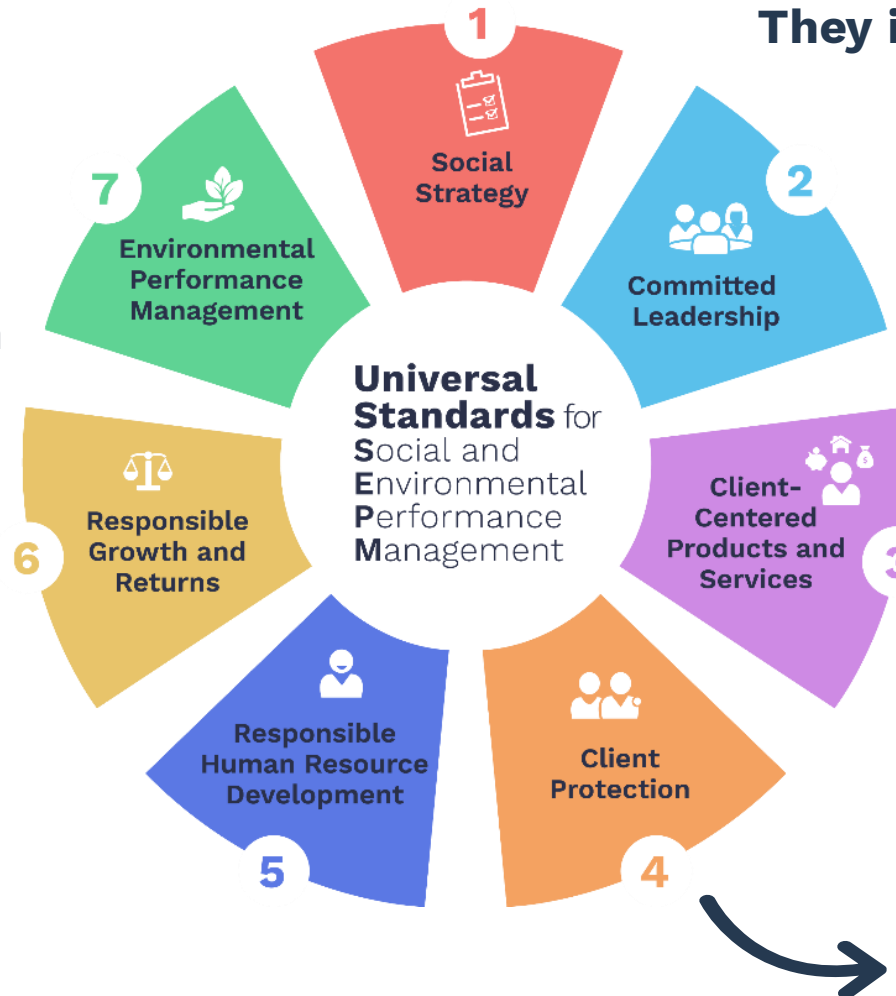 They i
1
Social
Strategy
2
Committed
Leadership
Client-
Centered
Products and
Services
3
4
Client
Protection
5
Responsible
Human Resource
Development
6
Responsible
Growth and
Returns
7
Environmental
Performance
Management
Universal
Standards for
Social and
Environmental
Performance
Management